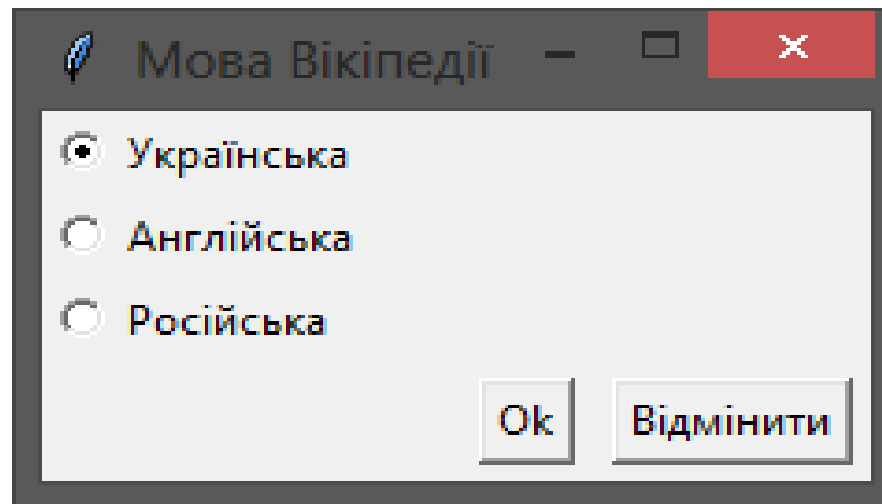 Мова Вікіпедії
Українська
Англійська
Російська
Ok Відмінити